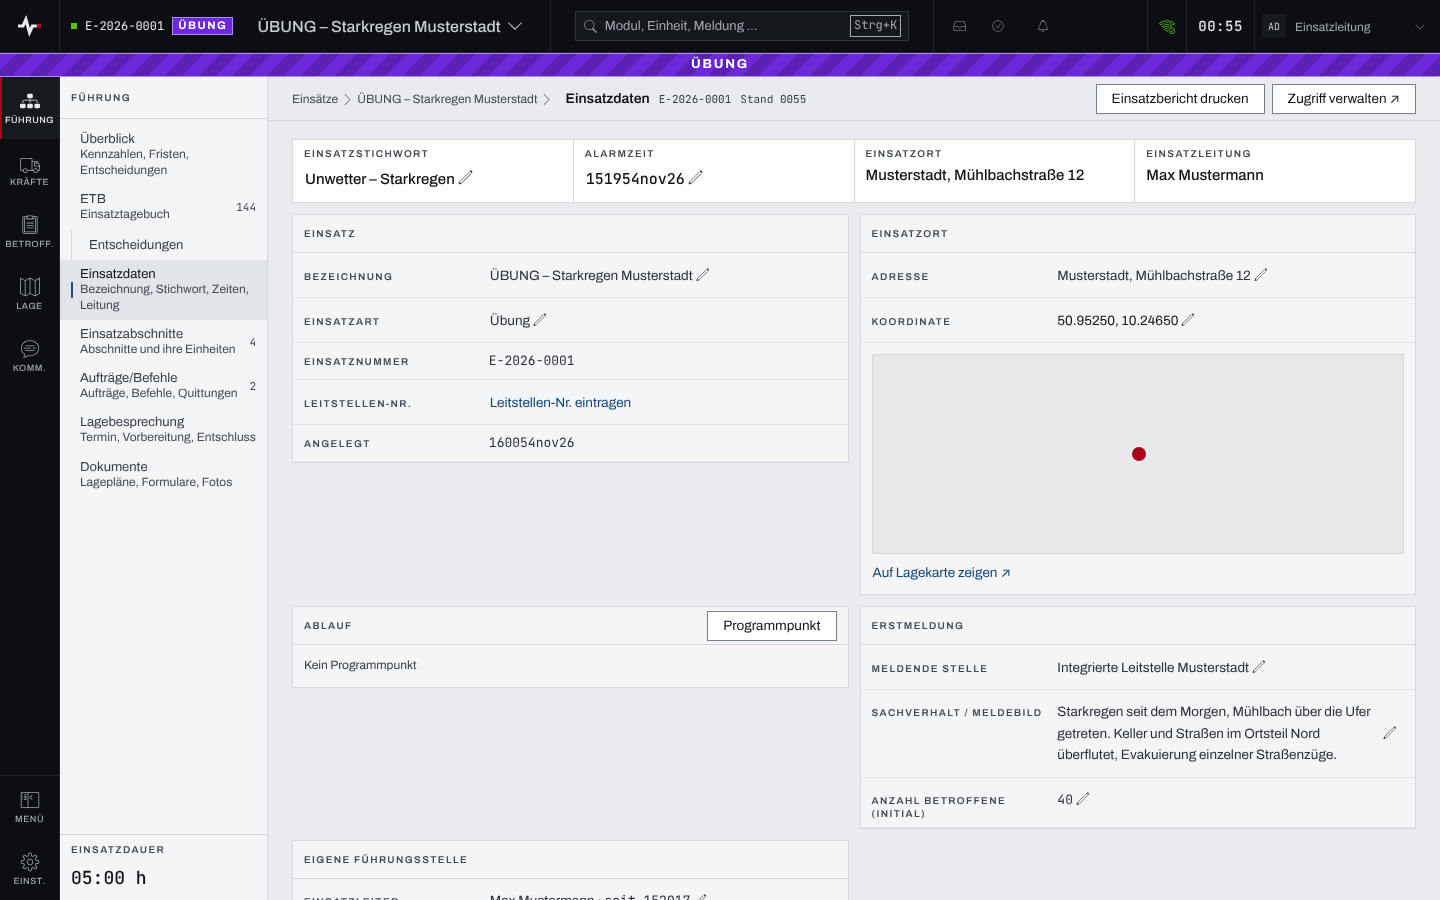 E-2026-0001 ÜBUNG ÜBUNG – Starkregen Musterstadt
Modul, Einheit, Meldung ... Strg+K
00:55 AD Einsatzleitung
ÜBUNG
FÜHRUNG
KRÄFTE
BETROFF.
LAGE
KOMM.
MENÜ
EINST.
FÜHRUNG
Überblick
Kennzahlen, Fristen,
Entscheidungen
ETB
Einsatztagebuch
144
Entscheidungen
Einsatzdaten
Bezeichnung, Stichwort, Zeiten,
Leitung
Einsatzabschnitte
Abschnitte und ihre Einheiten
4
Aufträge/Befehle
Aufträge, Befehle, Quittungen
2
Lagebesprechung
Termin, Vorbereitung, Entschluss
Dokumente
Lagepläne, Formulare, Fotos
EINSATZDAUER
05:00 h
Einsätze ÜBUNG – Starkregen Musterstadt Einsatzdaten E-2026-0001 Stand 0055
Einsatzbericht drucken
Zugriff verwalten ↗
EINSATZSTICHWORT
Unwetter – Starkregen
ALARMZEIT
151954nov26
EINSATZORT
Musterstadt, Mühlbachstraße 12
EINSATZLEITUNG
Max Mustermann
EINSATZ
BEZEICHNUNG ÜBUNG – Starkregen Musterstadt
EINSATZART Übung
EINSATZNUMMER E-2026-0001
LEITSTELLEN-NR. Leitstellen-Nr. eintragen
ANGELEGT 160054nov26
EINSATZORT
ADRESSE Musterstadt, Mühlbachstraße 12
KOORDINATE 50.95250, 10.24650
Auf Lagekarte zeigen ↗
ABLAUF Programmpunkt
Kein Programmpunkt
ERSTMELDUNG
MELDENDE STELLE Integrierte Leitstelle Musterstadt
SACHVERHALT / MELDEBILD Starkregen seit dem Morgen, Mühlbach über die Ufer
getreten. Keller und Straßen im Ortsteil Nord
überflutet, Evakuierung einzelner Straßenzüge.
ANZAHL BETROFFENE
(INITIAL)
40
EIGENE FÜHRUNGSSTELLE
EINSATZLEITER Max Mustermann · seit 152017